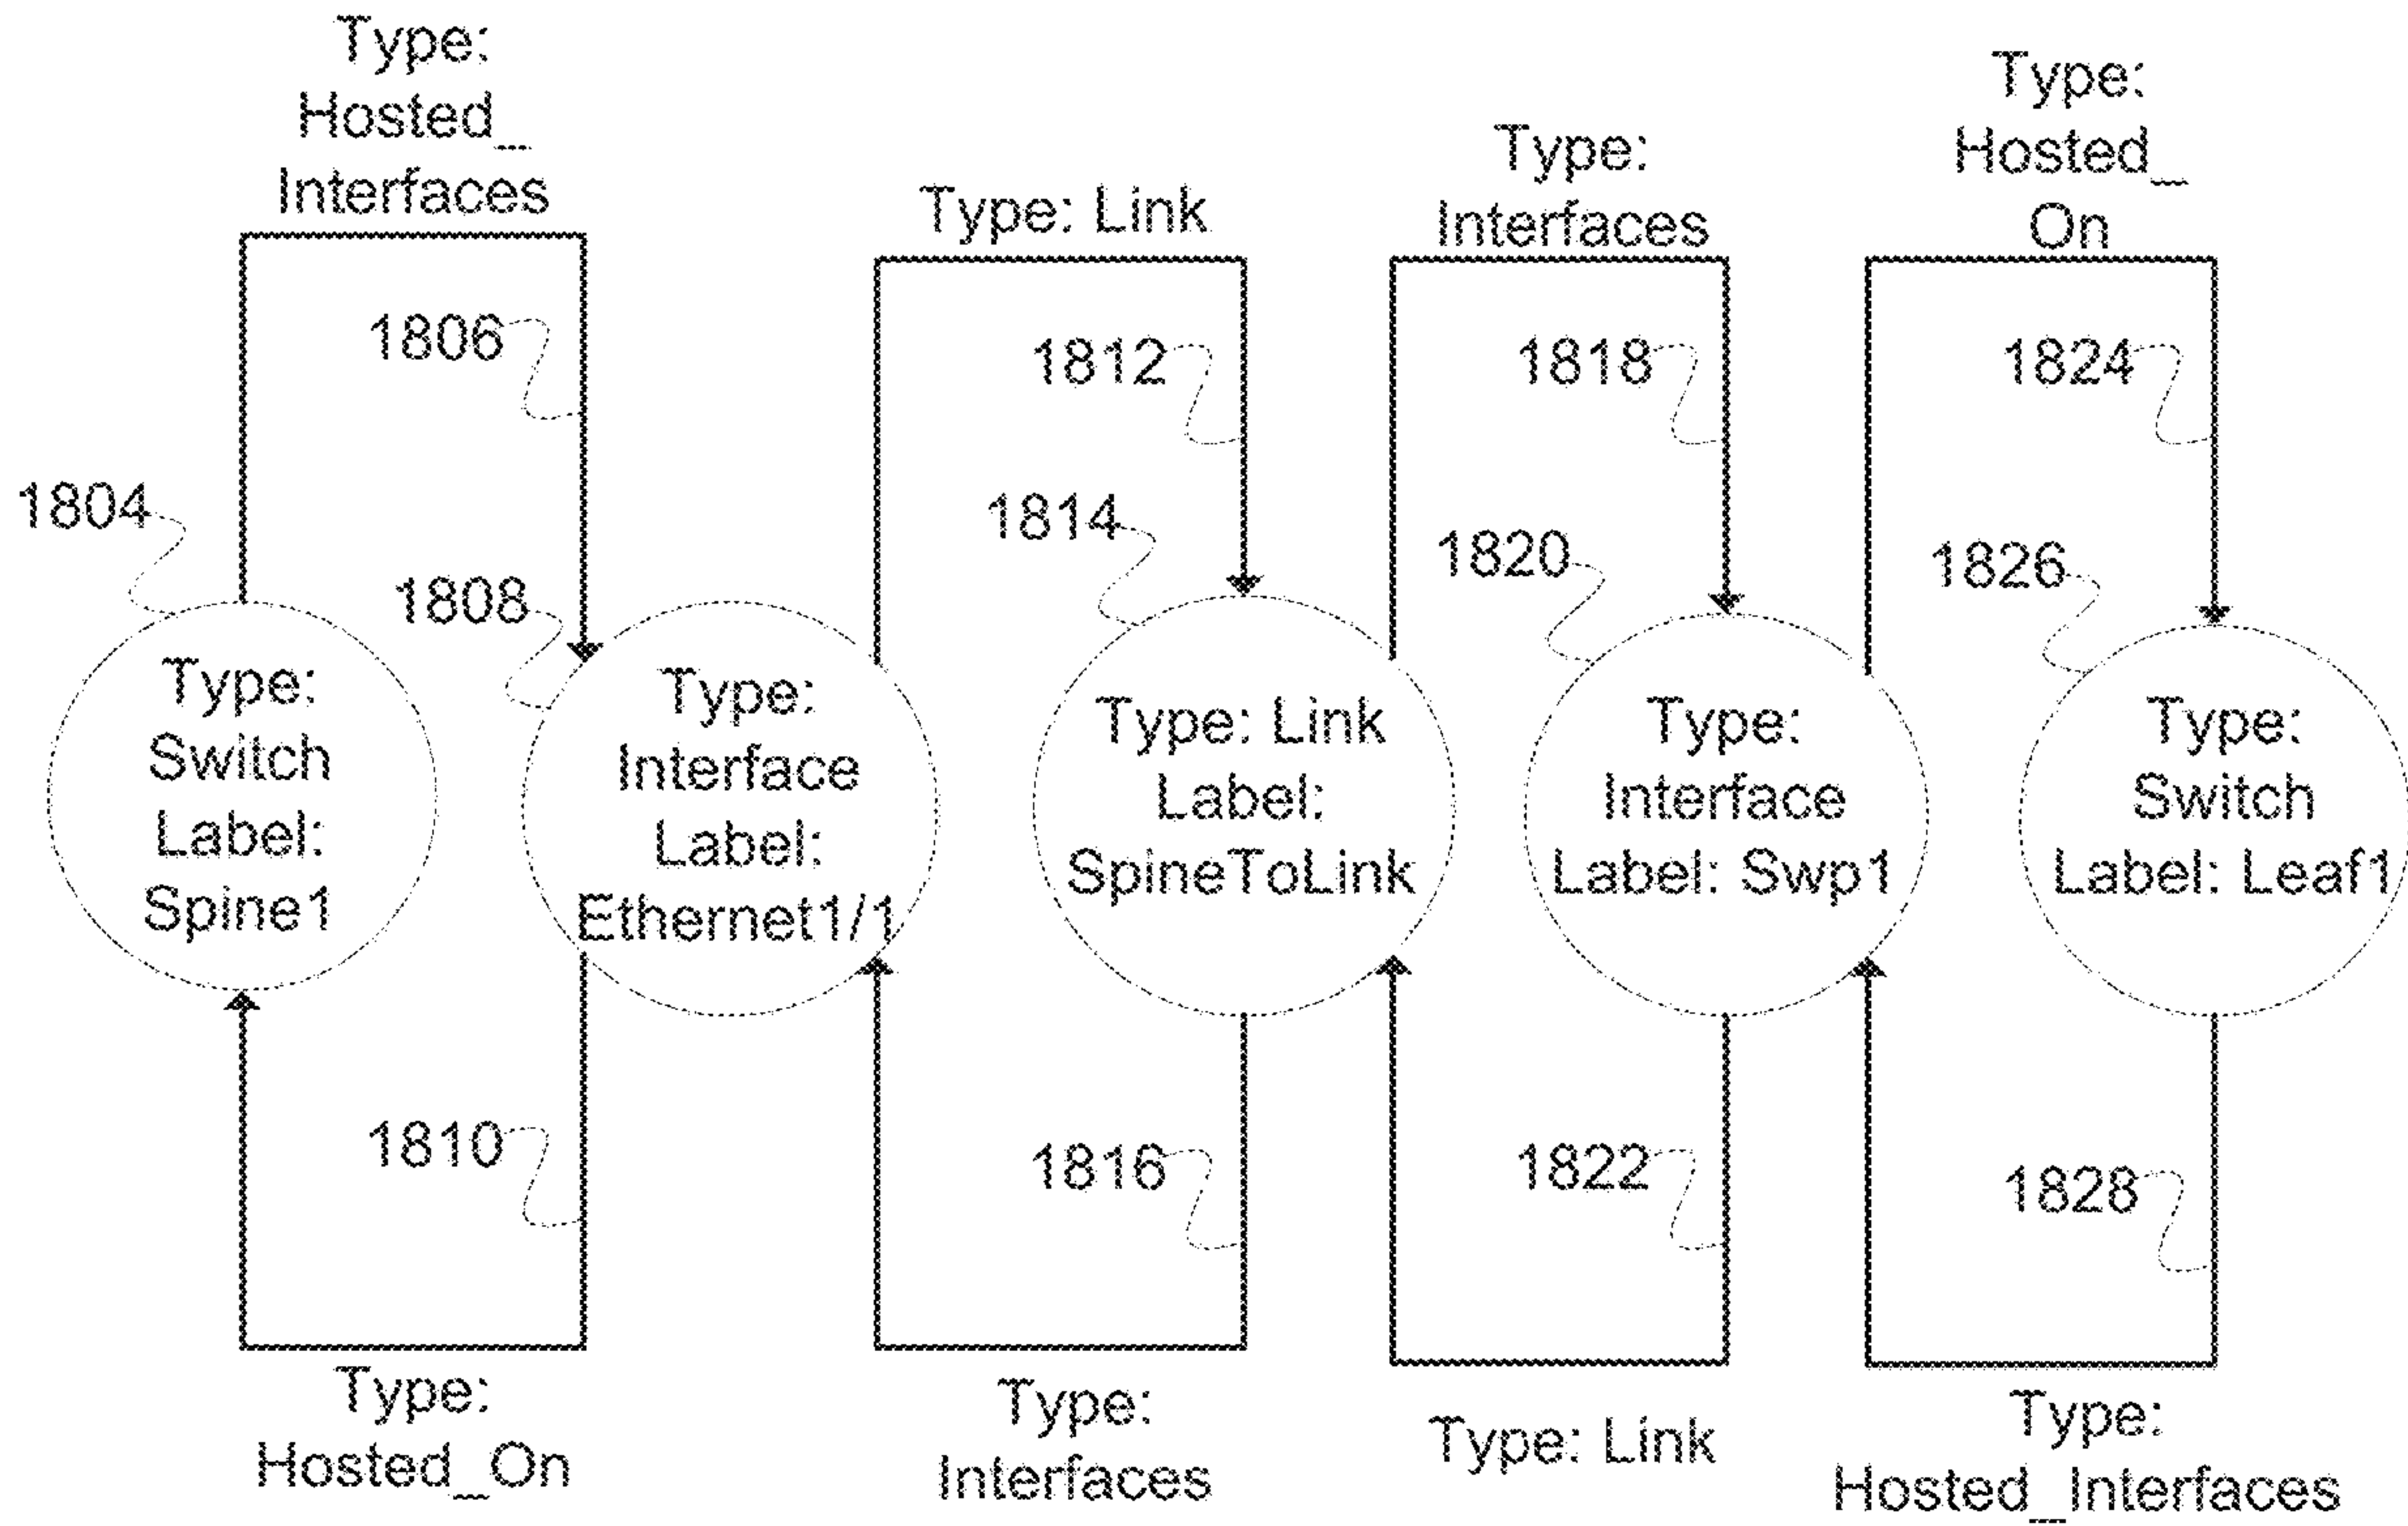 Type:
Hosted_
Interfaces
Type: Link
Type:
Interfaces
Type:
Hosted_
On
1806
1812
1818
1824
1804
1808
1814
1820
1826
Type:
Switch
Label:
Spine1
Type:
Interface
Label:
Ethernet1/1
Type: Link
Label:
SpineToLink
Type:
Interface
Label: Swp1
Type:
Switch
Label: Leaf1
1810
1816
1822
1828
Type:
Hosted_On
Type:
Interfaces
Type: Link
Type:
Hosted_Interfaces